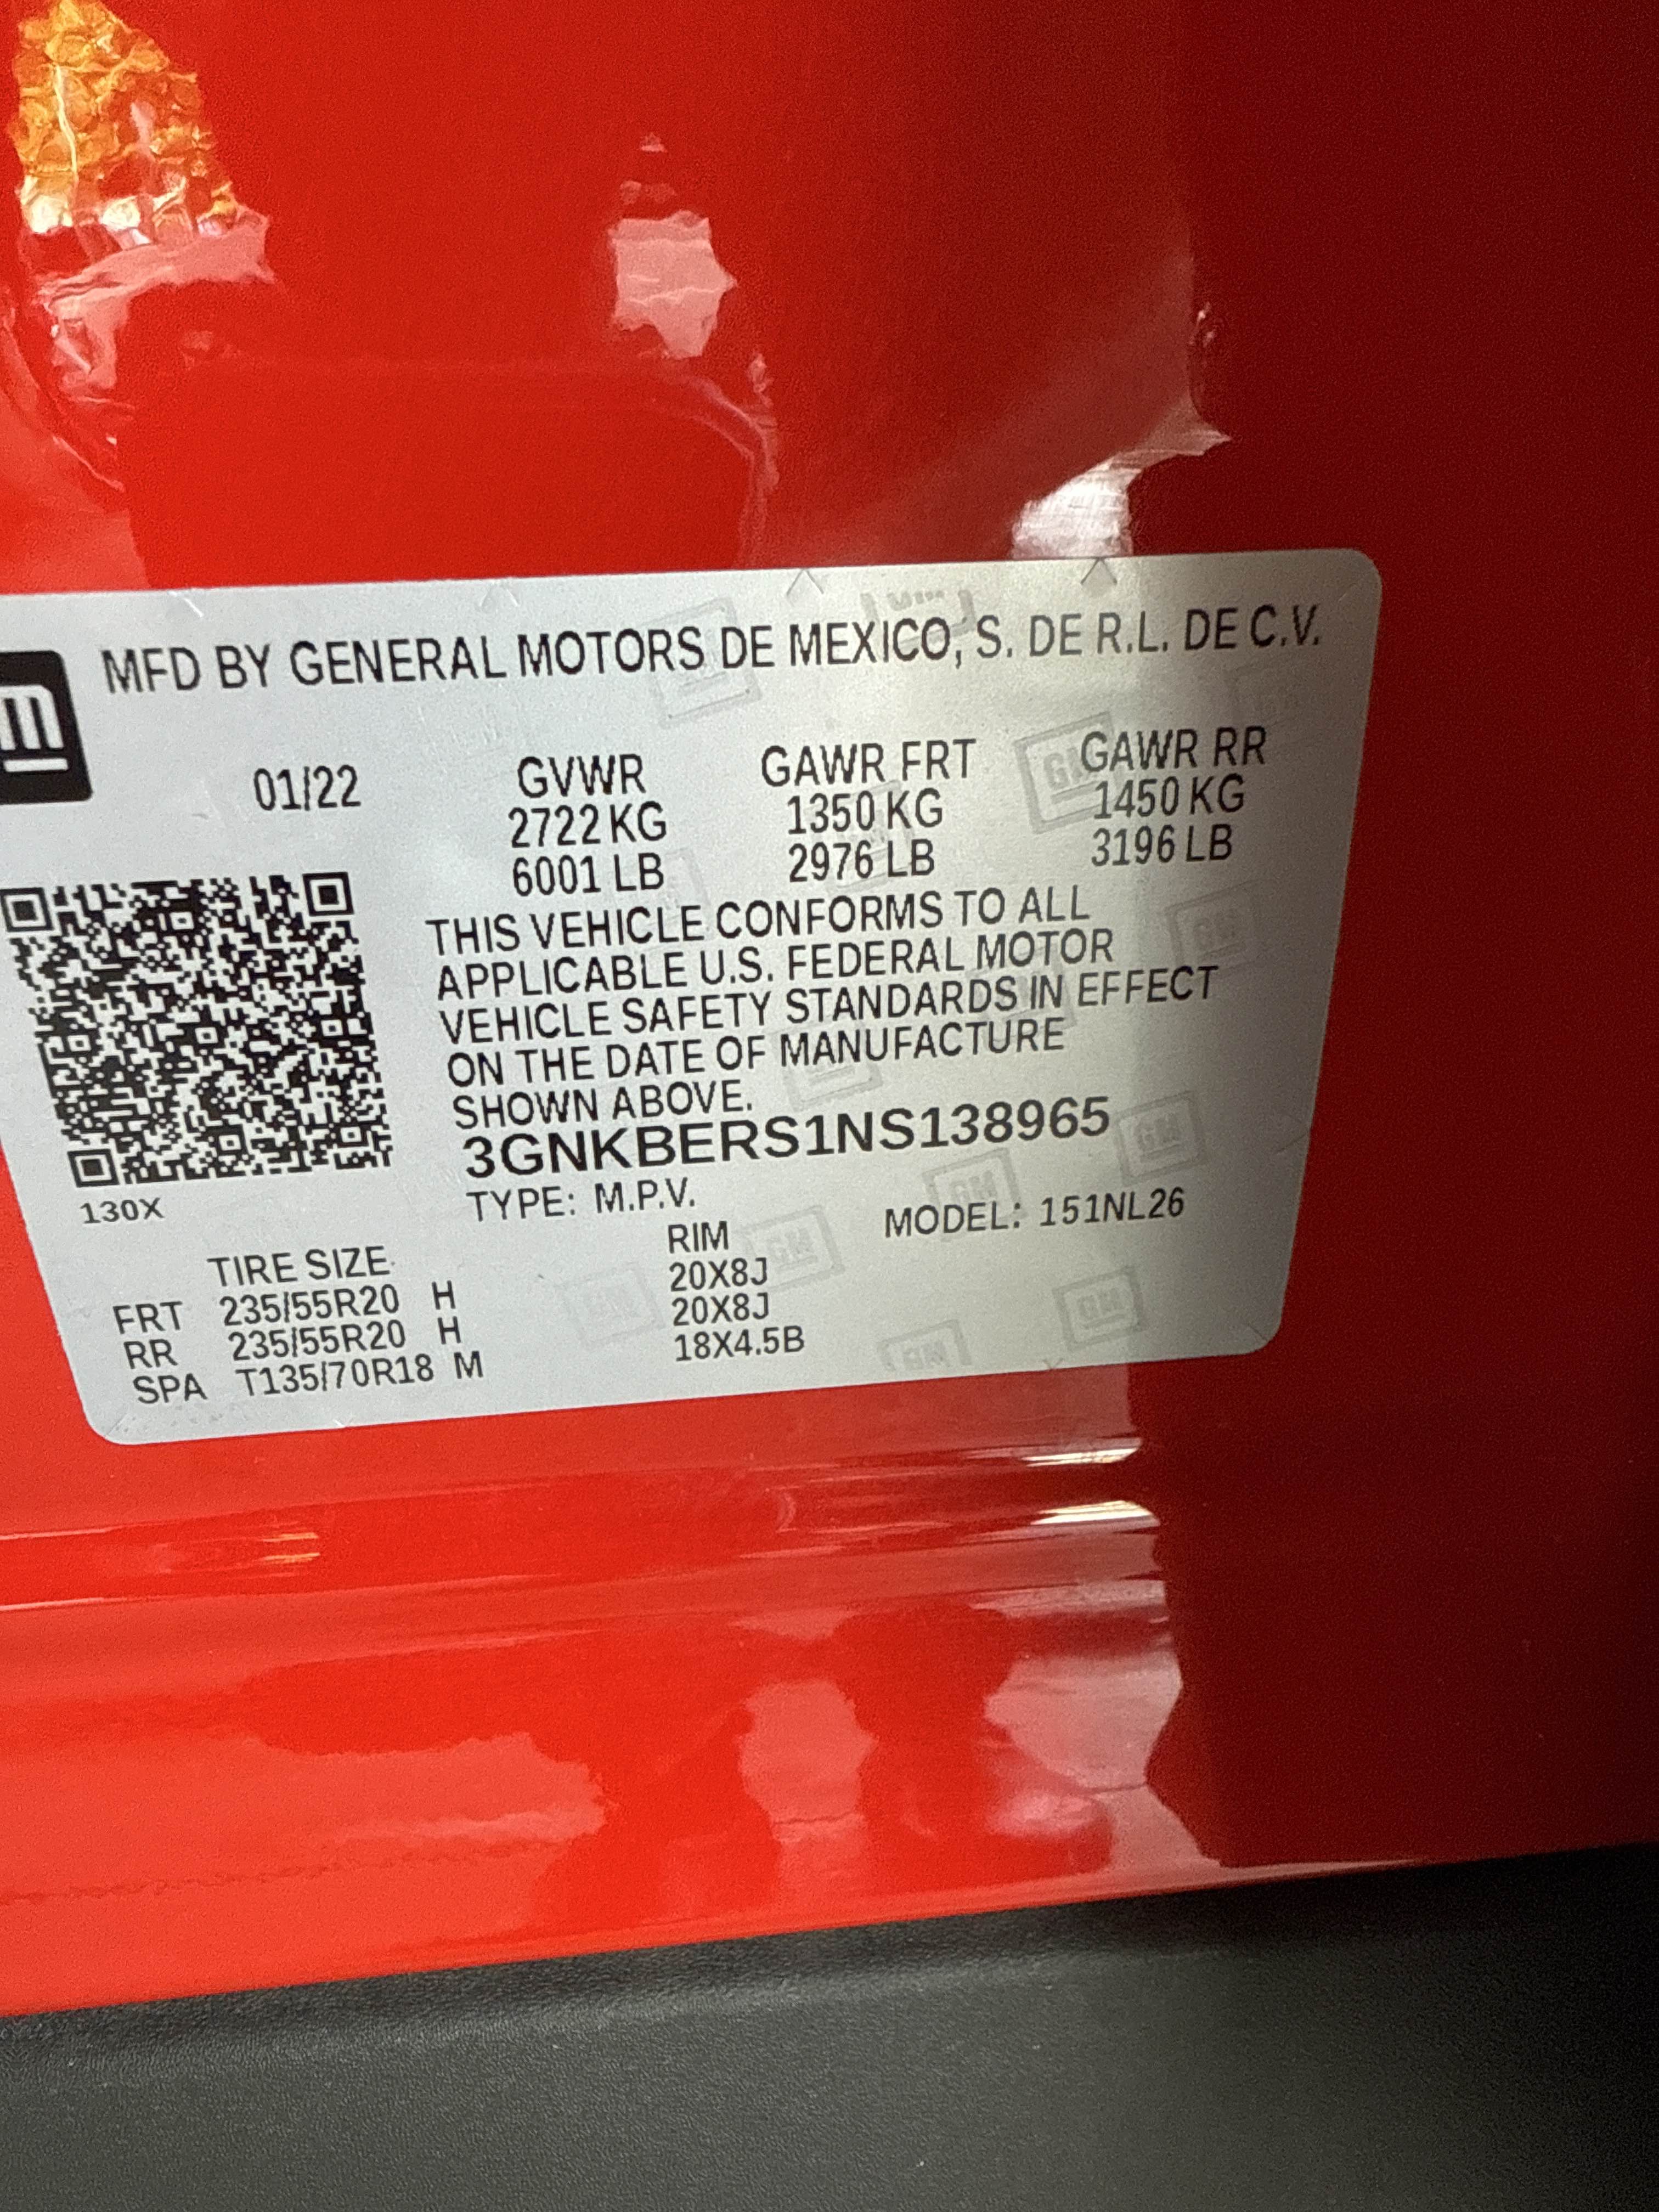 gm
MFD BY GENERAL MOTORS DE MEXICO, S. DE R.L. DE C.V.
01/22 GVWR GAWR FRT GAWR RR
2722 KG 1350 KG 1450 KG
6001 LB 2976 LB 3196 LB
THIS VEHICLE CONFORMS TO ALL
APPLICABLE U.S. FEDERAL MOTOR
VEHICLE SAFETY STANDARDS IN EFFECT
ON THE DATE OF MANUFACTURE
SHOWN ABOVE.
3GNKBERS1NS138965
130X
TYPE: M.P.V. MODEL: 151NL26
TIRE SIZE RIM
FRT 235/55R20 H 20X8J
RR 235/55R20 H 20X8J
SPA T135/70R18 M 18X4.5B